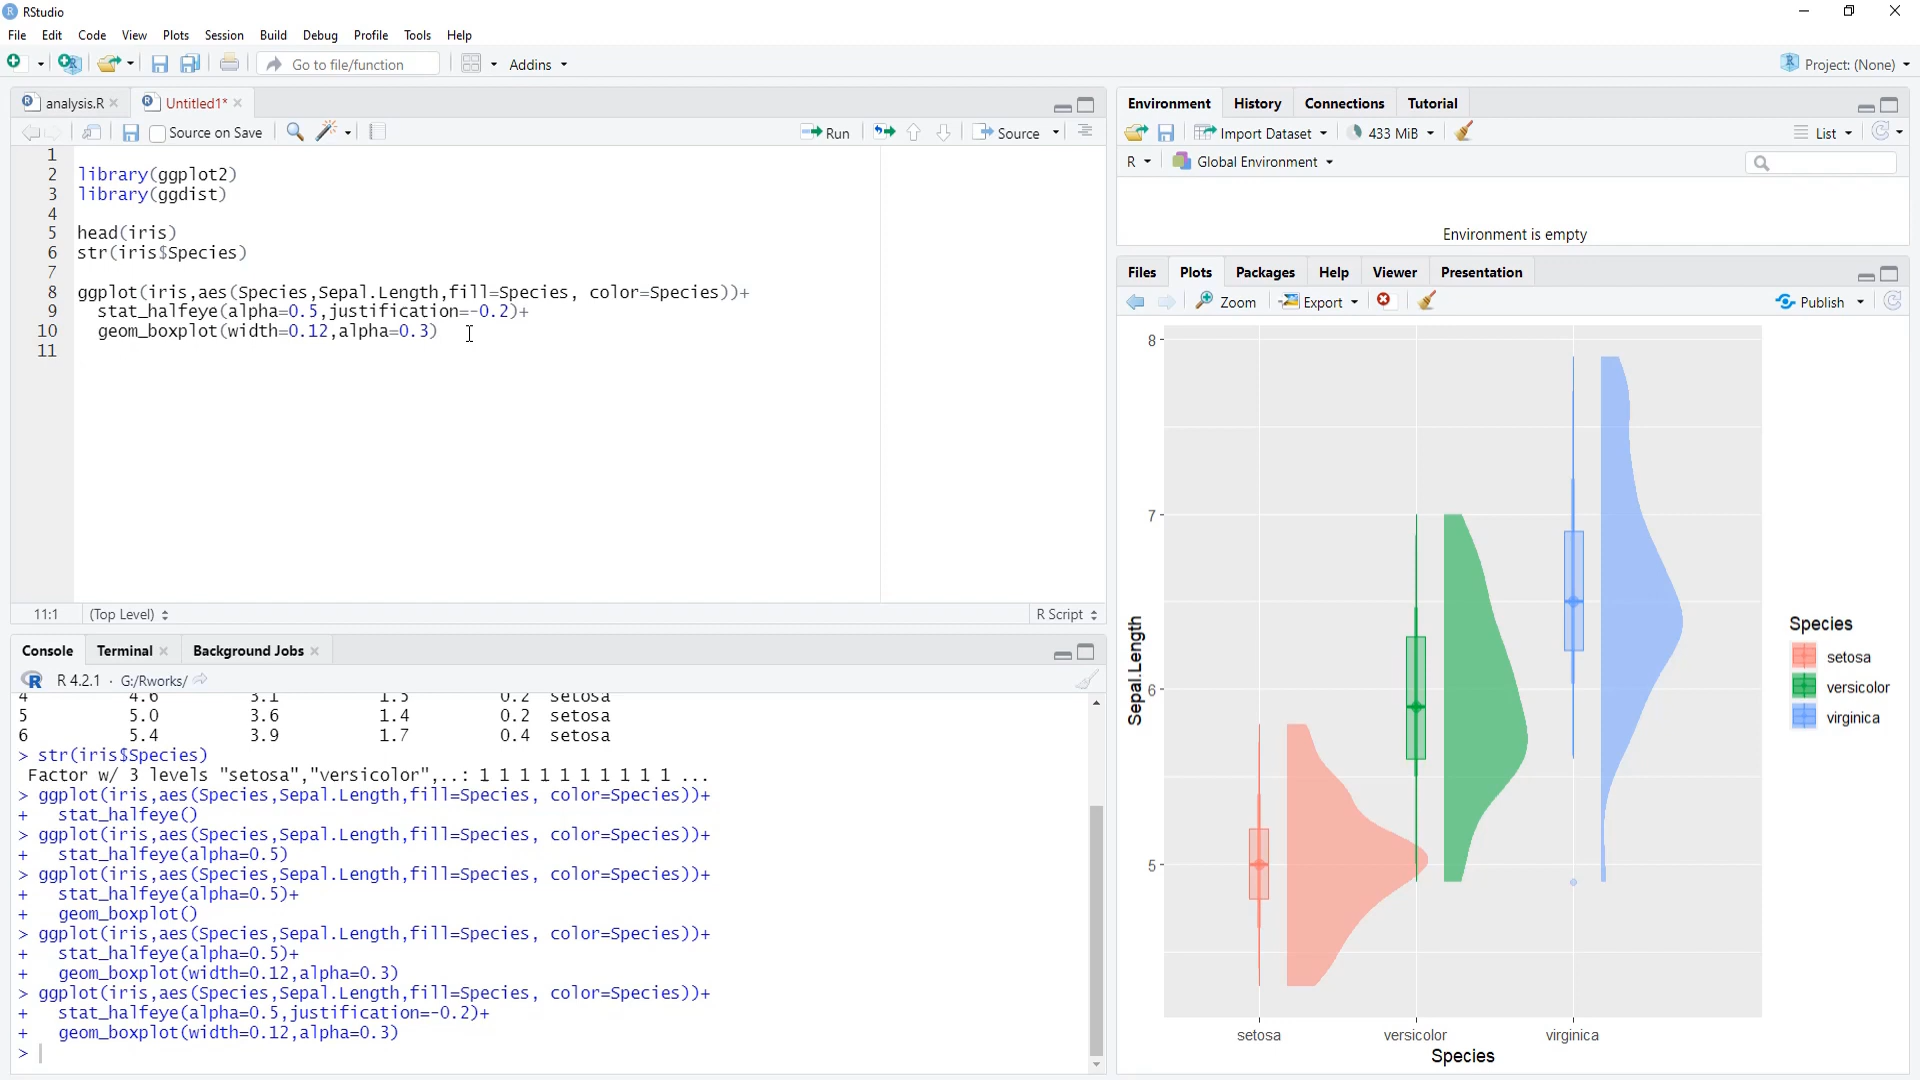 RStudio
File Edit Code View Plots Session Build Debug Profile Tools Help
Go to file/function Addins Project: (None)
analysis.R Untitled1*
Source on Save Run Source
1
2 library(ggplot2)
3 library(ggdist)
4
5 head(iris)
6 str(iris$Species)
7
8 ggplot(iris,aes(Species,Sepal.Length,fill=Species, color=Species))+
9 stat_halfeye(alpha=0.5,justification=-0.2)+
10 geom_boxplot(width=0.12,alpha=0.3)
11
11:1 (Top Level) R Script
Console Terminal Background Jobs
R 4.2.1 · G:/Rworks/
4 4.6 3.1 1.5 0.2 setosa
5 5.0 3.6 1.4 0.2 setosa
6 5.4 3.9 1.7 0.4 setosa
> str(iris$Species)
Factor w/ 3 levels "setosa","versicolor",..: 1 1 1 1 1 1 1 1 1 1 ...
> ggplot(iris,aes(Species,Sepal.Length,fill=Species, color=Species))+
+ stat_halfeye()
> ggplot(iris,aes(Species,Sepal.Length,fill=Species, color=Species))+
+ stat_halfeye(alpha=0.5)
> ggplot(iris,aes(Species,Sepal.Length,fill=Species, color=Species))+
+ stat_halfeye(alpha=0.5)+
+ geom_boxplot()
> ggplot(iris,aes(Species,Sepal.Length,fill=Species, color=Species))+
+ stat_halfeye(alpha=0.5)+
+ geom_boxplot(width=0.12,alpha=0.3)
> ggplot(iris,aes(Species,Sepal.Length,fill=Species, color=Species))+
+ stat_halfeye(alpha=0.5,justification=-0.2)+
+ geom_boxplot(width=0.12,alpha=0.3)
>
Environment History Connections Tutorial
Import Dataset 433 MiB List
R Global Environment
Environment is empty
Files Plots Packages Help Viewer Presentation
Zoom Export Publish
8
7
6
5
Sepal.Length
setosa versicolor virginica
Species
Species
setosa
versicolor
virginica